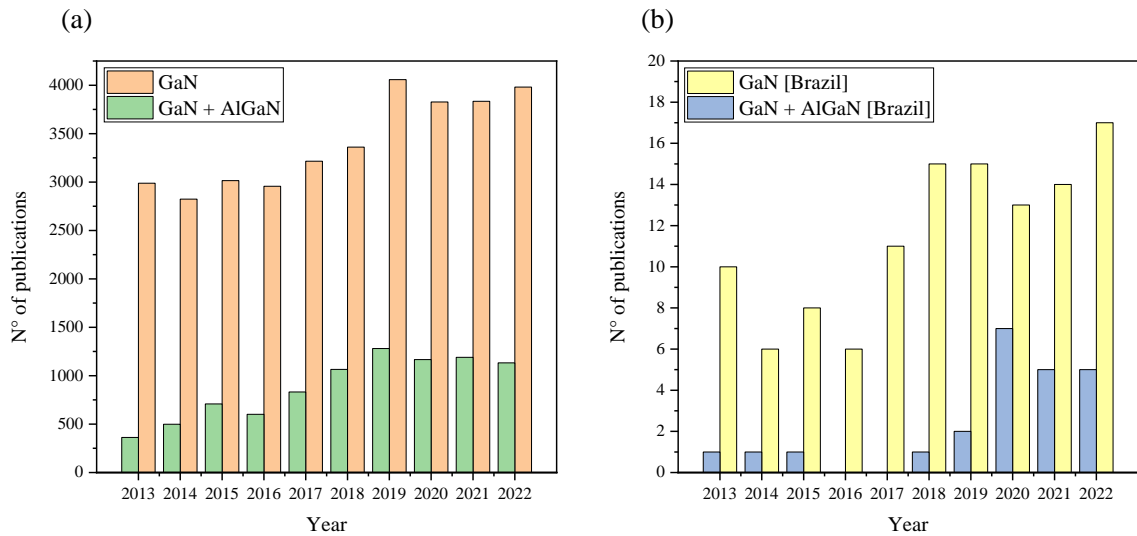 (a)
GaN
GaN + AlGaN
4000
3500
3000
2500
2000
1500
1000
500
0
N° of publications
2013 2014 2015 2016 2017 2018 2019 2020 2021 2022
Year
(b)
GaN [Brazil]
GaN + AlGaN [Brazil]
20
18
16
14
12
10
8
6
4
2
0
N° of publications
2013 2014 2015 2016 2017 2018 2019 2020 2021 2022
Year